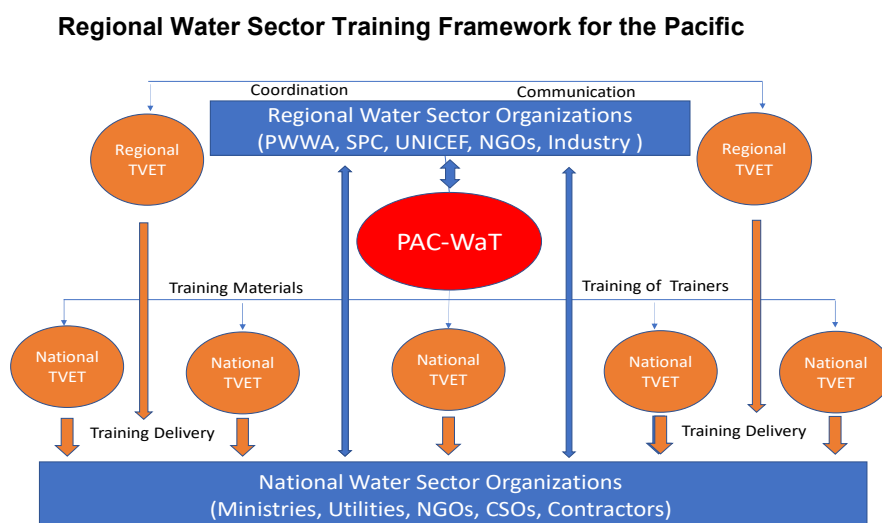 Regional Water Sector Training Framework for the Pacific
Coordination
Communication
Regional Water Sector Organizations
(PWWA, SPC, UNICEF, NGOs, Industry )
Regional
TVET
Regional
TVET
PAC-WaT
Training Materials
Training of Trainers
National
TVET
National
TVET
National
TVET
National
TVET
National
TVET
Training Delivery
Training Delivery
National Water Sector Organizations
(Ministries, Utilities, NGOs, CSOs, Contractors)